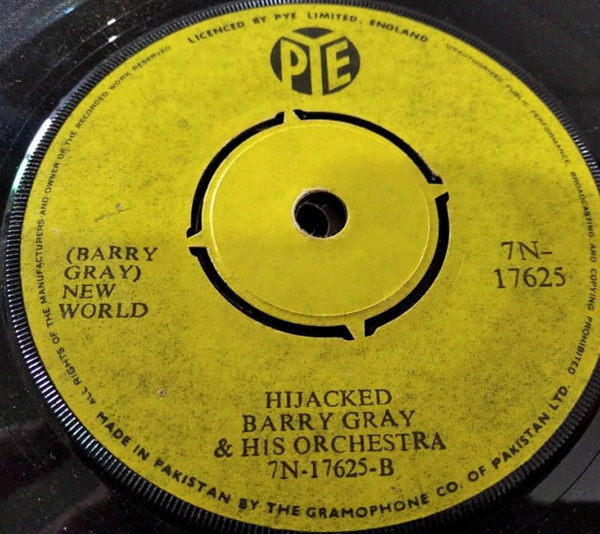 LICENCED BY PYE LIMITED, ENGLAND
UNAUTHORIZED PUBLIC PERFORMANCE BROADCASTING AND COPYING PROHIBITED
ALL RIGHTS OF THE MANUFACTURERS AND OWNER OF THE RECORDED WORK RESERVED
PYE
(BARRY
GRAY)
NEW
WORLD
7N-
17625
HIJACKED
BARRY GRAY
& HIS ORCHESTRA
7N-17625-B
MADE IN PAKISTAN BY THE GRAMOPHONE CO. OF PAKISTAN LTD.